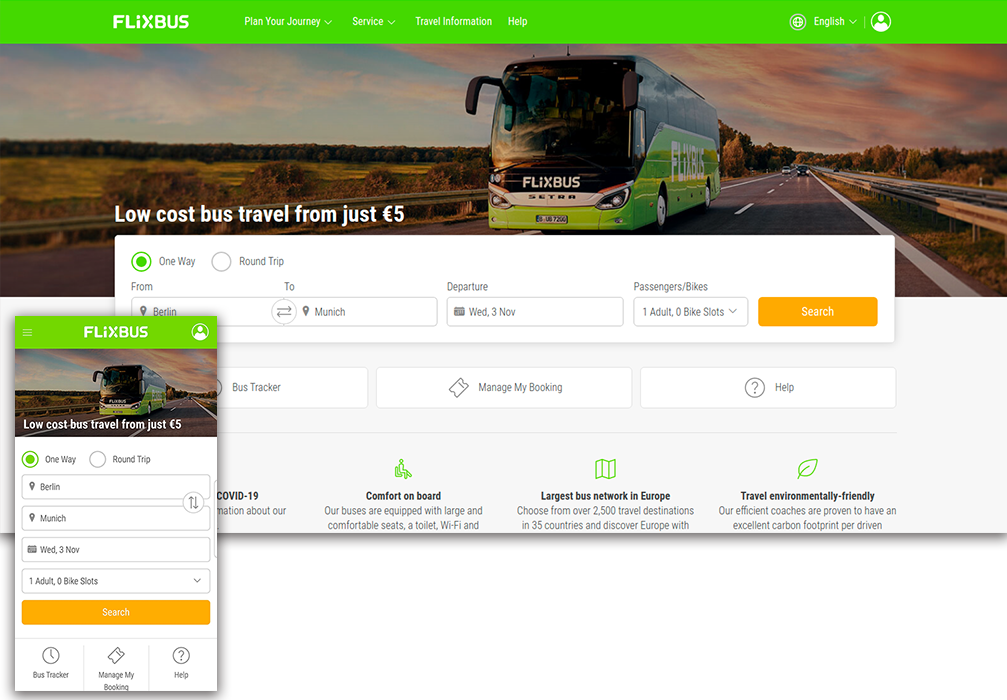 FLiXBUS
Plan Your Journey
Service
Travel Information
Help
English
FLiXBUS
FLiXBUS
SETRA
Low cost bus travel from just €5
One Way
Round Trip
From
To
Departure
Passengers/Bikes
Berlin
Munich
Wed, 3 Nov
1 Adult, 0 Bike Slots
Search
Bus Tracker
Manage My Booking
Help
COVID-19
mation about our
Comfort on board
Our buses are equipped with large and
comfortable seats, a toilet, Wi-Fi and
Largest bus network in Europe
Choose from over 2,500 travel destinations
in 35 countries and discover Europe with
Travel environmentally-friendly
Our efficient coaches are proven to have an
excellent carbon footprint per driven
FLiXBUS
FLiXBUS
Low cost bus travel from just €5
One Way
Round Trip
Berlin
Munich
Wed, 3 Nov
1 Adult, 0 Bike Slots
Search
Bus Tracker
Manage My
Booking
Help